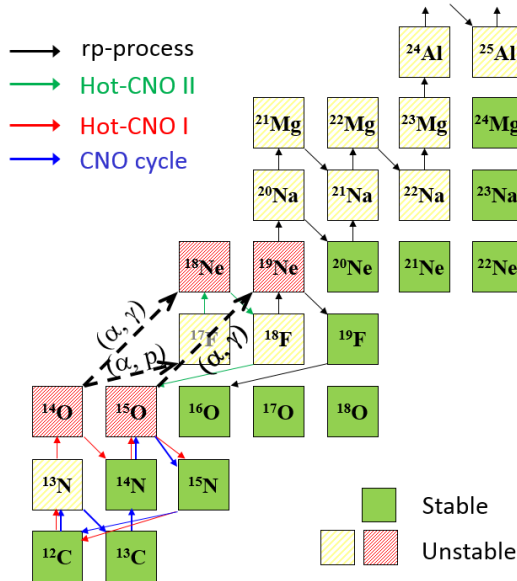 rp-process
Hot-CNO II
Hot-CNO I
CNO cycle
²⁴Al ²⁵Al
²¹Mg ²²Mg ²³Mg ²⁴Mg
²⁰Na ²¹Na ²²Na ²³Na
¹⁸Ne ¹⁹Ne ²⁰Ne ²¹Ne ²²Ne
(α, γ)
(α, p)
(α, γ)
¹⁷F ¹⁸F ¹⁹F
¹⁴O ¹⁵O ¹⁶O ¹⁷O ¹⁸O
¹³N ¹⁴N ¹⁵N
¹²C ¹³C
Stable
Unstable